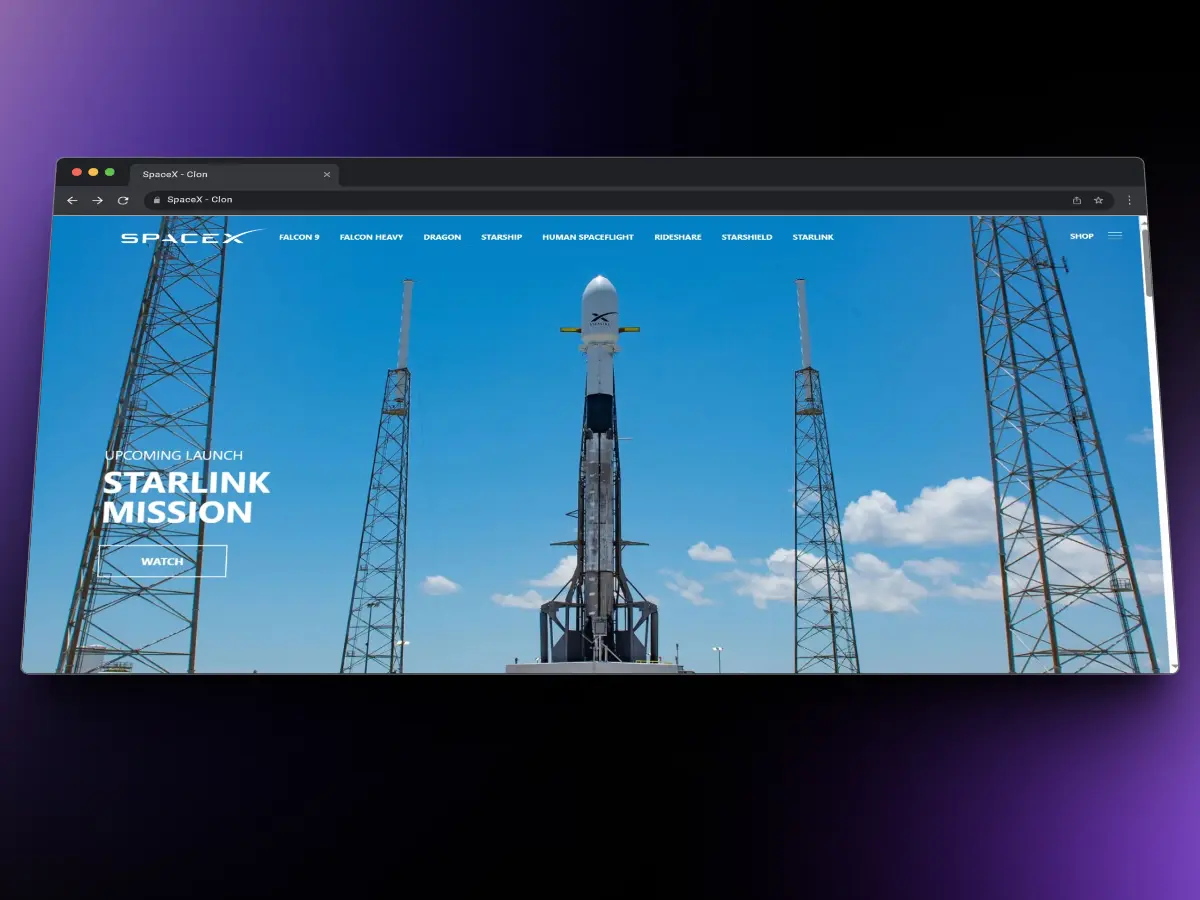 SpaceX - Clon
SpaceX - Clon
SPACEX FALCON 9 FALCON HEAVY DRAGON STARSHIP HUMAN SPACEFLIGHT RIDESHARE STARSHIELD STARLINK SHOP
UPCOMING LAUNCH
STARLINK
MISSION
WATCH